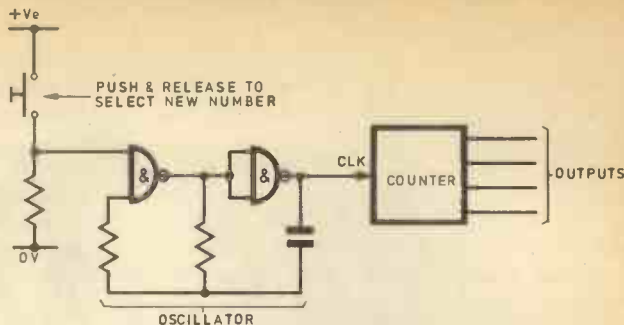 +Ve
PUSH & RELEASE TO
SELECT NEW NUMBER
&
&
CLK
COUNTER
OUTPUTS
0V
OSCILLATOR